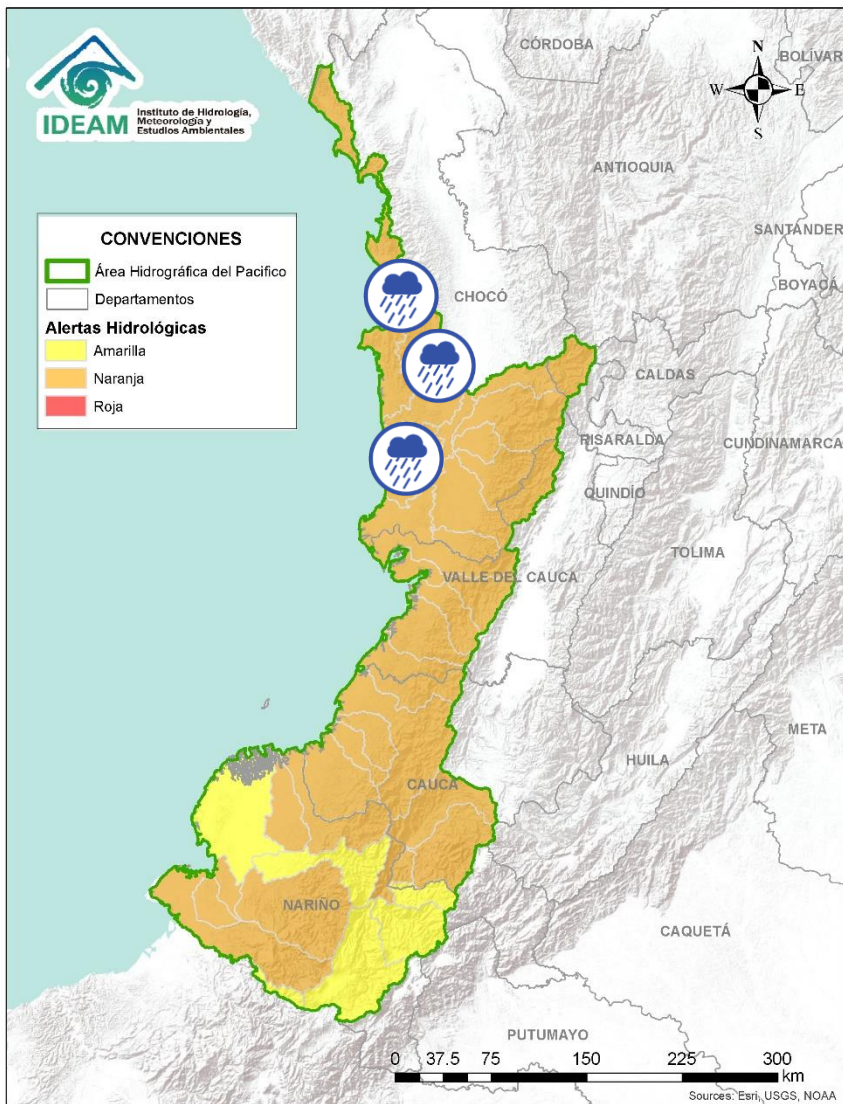 IDEAM
Instituto de Hidrología,
Meteorología y
Estudios Ambientales
N
W
E
S
CÓRDOBA
BOLÍVAR
ANTIOQUIA
SANTANDER
BOYACÁ
CONVENCIONES
Área Hidrográfica del Pacifico
Departamentos
Alertas Hidrológicas
Amarilla
Naranja
Roja
CHOCÓ
CALDAS
RISARALDA
CUNDINAMARCA
QUINDÍO
TOLIMA
VALLE DEL CAUCA
META
HUILA
CAUCA
NARIÑO
CAQUETÁ
PUTUMAYO
0 37.5 75 150 225 300
km
Sources: Esri, USGS, NOAA